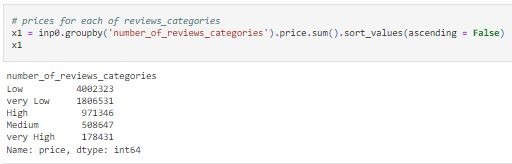 # prices for each of reviews_categories
x1 = inp0.groupby('number_of_reviews_categories').price.sum().sort_values(ascending = False)
x1
number_of_reviews_categories
Low 4002323
very Low 1806531
High 971346
Medium 508647
very High 178431
Name: price, dtype: int64